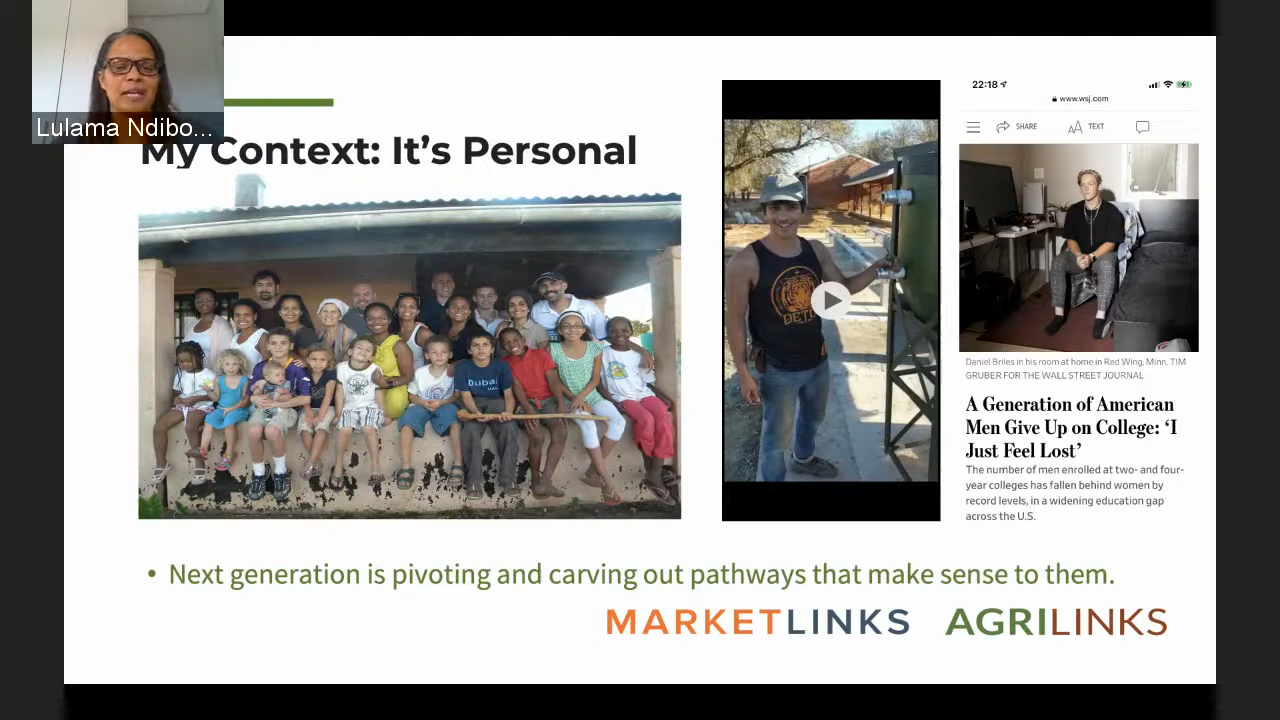 Lulama Ndibo...
My Context: It's Personal
Dubai
DET
22:18
www.wsj.com
SHARE
AA TEXT
Daniel Briles in his room at home in Red Wing, Minn. TIM
GRUBER FOR THE WALL STREET JOURNAL
A Generation of American
Men Give Up on College: ‘I
Just Feel Lost’
The number of men enrolled at two- and four-
year colleges has fallen behind women by
record levels, in a widening education gap
across the U.S.
• Next generation is pivoting and carving out pathways that make sense to them.
MARKETLINKS AGRILINKS